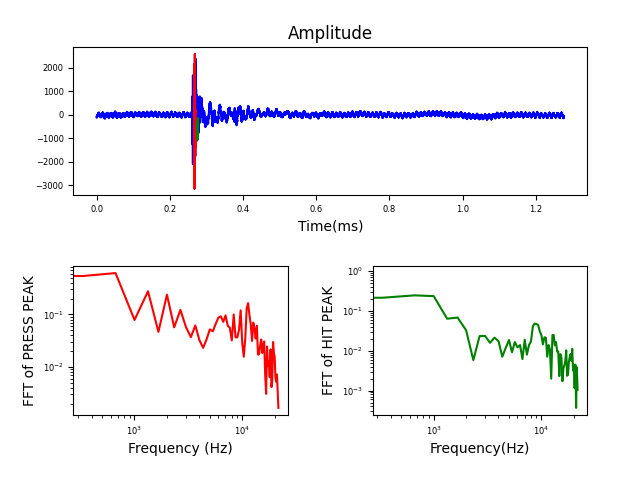 Amplitude
2000
1000
0
−1000
−2000
−3000
0.0 0.2 0.4 0.6 0.8 1.0 1.2
Time(ms)
FFT of PRESS PEAK
10⁻¹
10⁻²
10³ 10⁴
Frequency (Hz)
FFT of HIT PEAK
10⁰
10⁻¹
10⁻²
10⁻³
10³ 10⁴
Frequency(Hz)